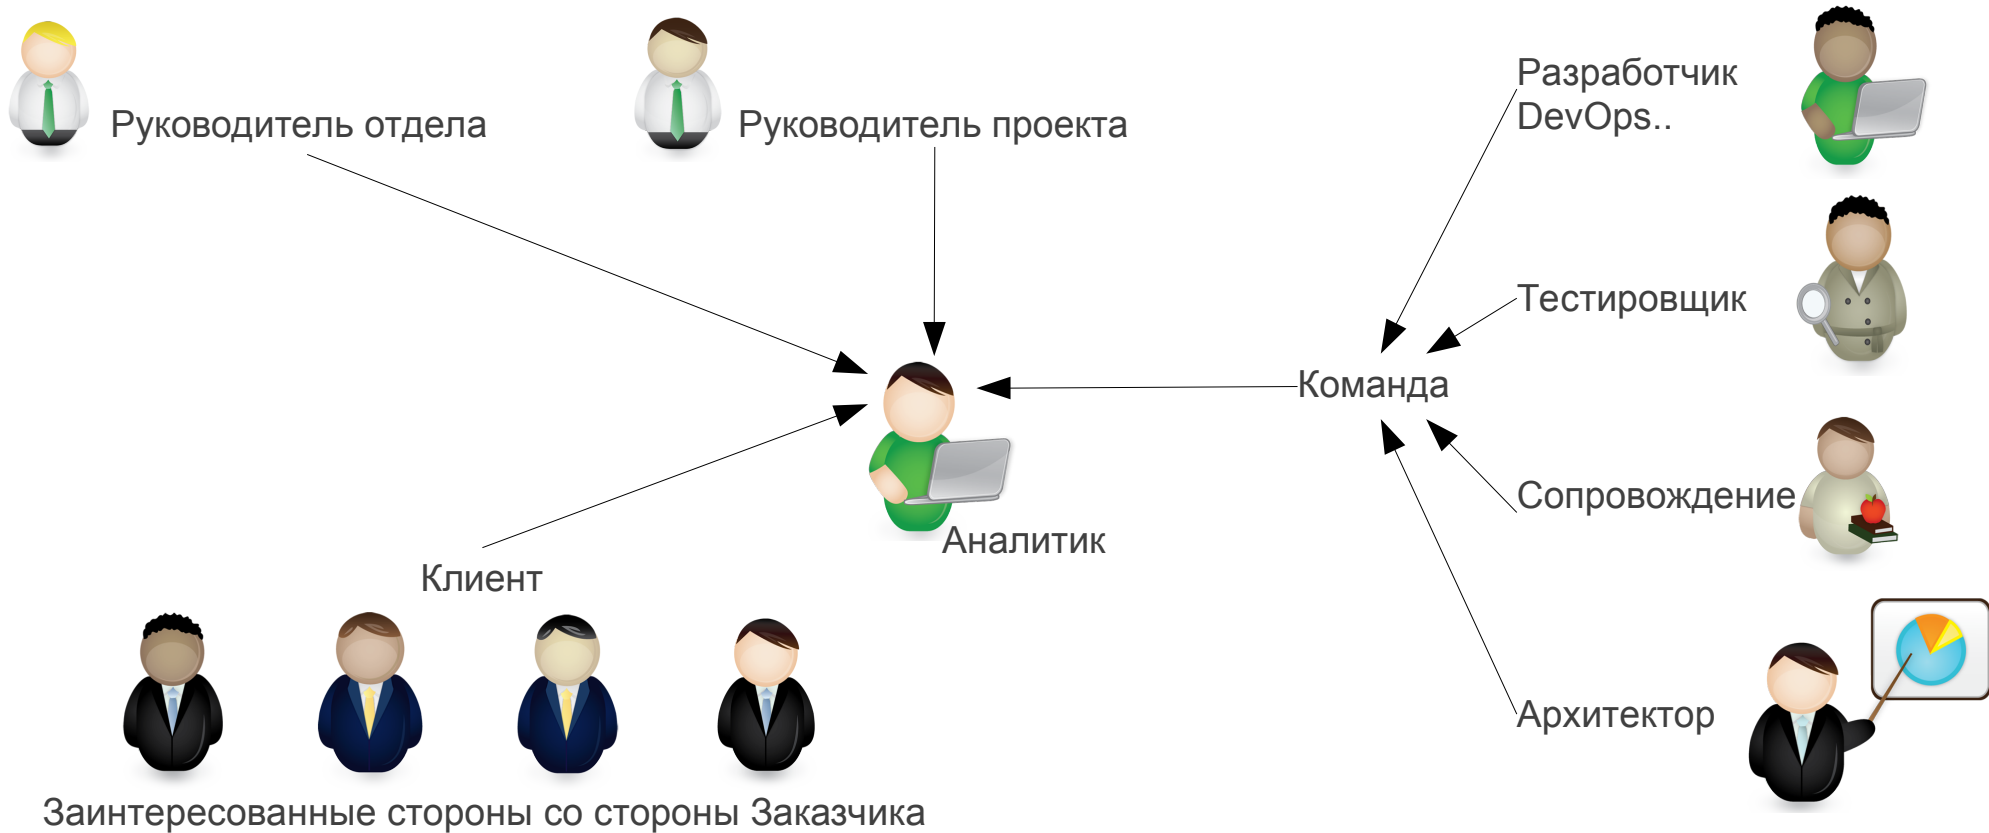 Руководитель отдела
Руководитель проекта
Разработчик
DevOps..
Тестировщик
Команда
Сопровождение
Аналитик
Клиент
Архитектор
Заинтересованные стороны со стороны Заказчика